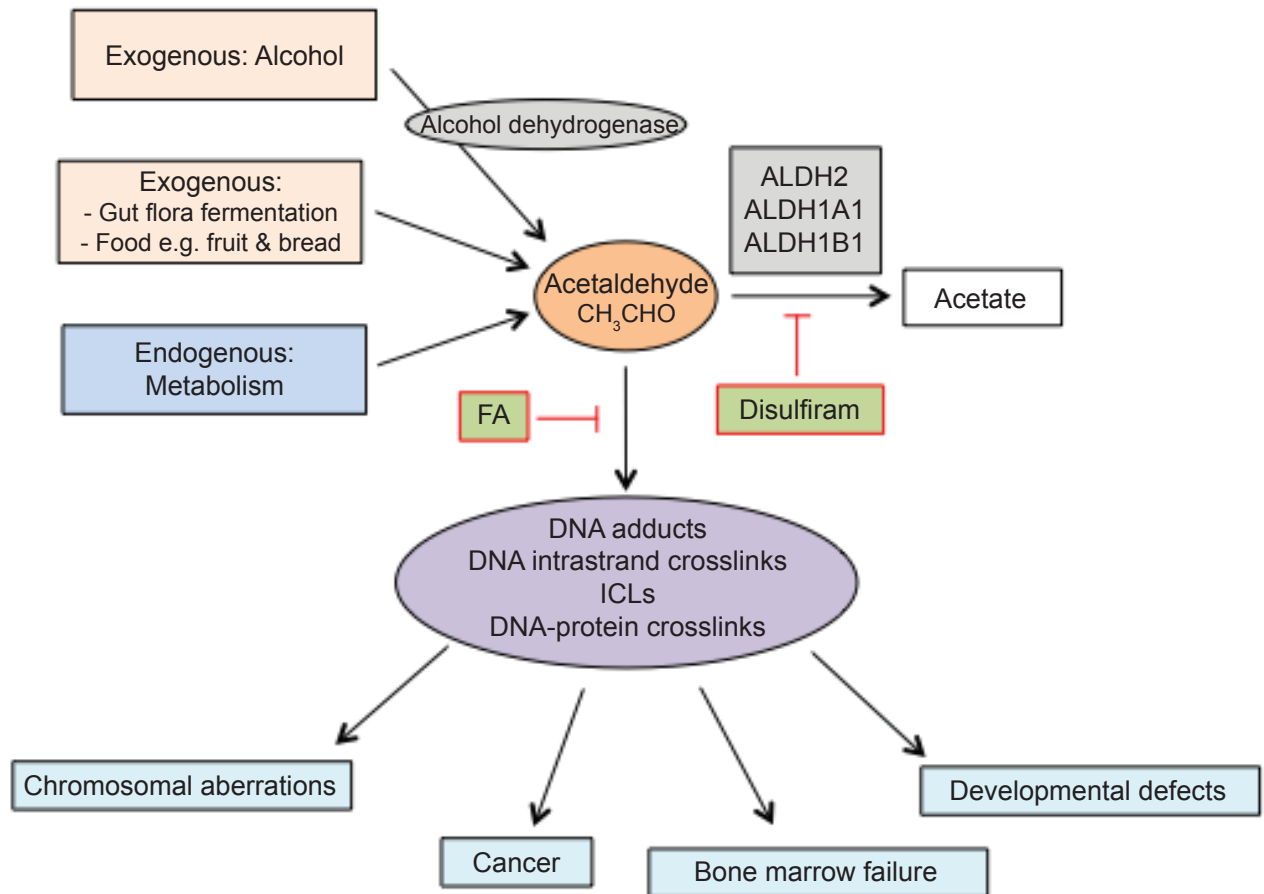 Exogenous: Alcohol
Alcohol dehydrogenase
Exogenous:
- Gut flora fermentation
- Food e.g. fruit & bread
ALDH2
ALDH1A1
ALDH1B1
Acetaldehyde
CH₃CHO
Acetate
Endogenous:
Metabolism
FA
Disulfiram
DNA adducts
DNA intrastrand crosslinks
ICLs
DNA-protein crosslinks
Chromosomal aberrations
Developmental defects
Cancer
Bone marrow failure